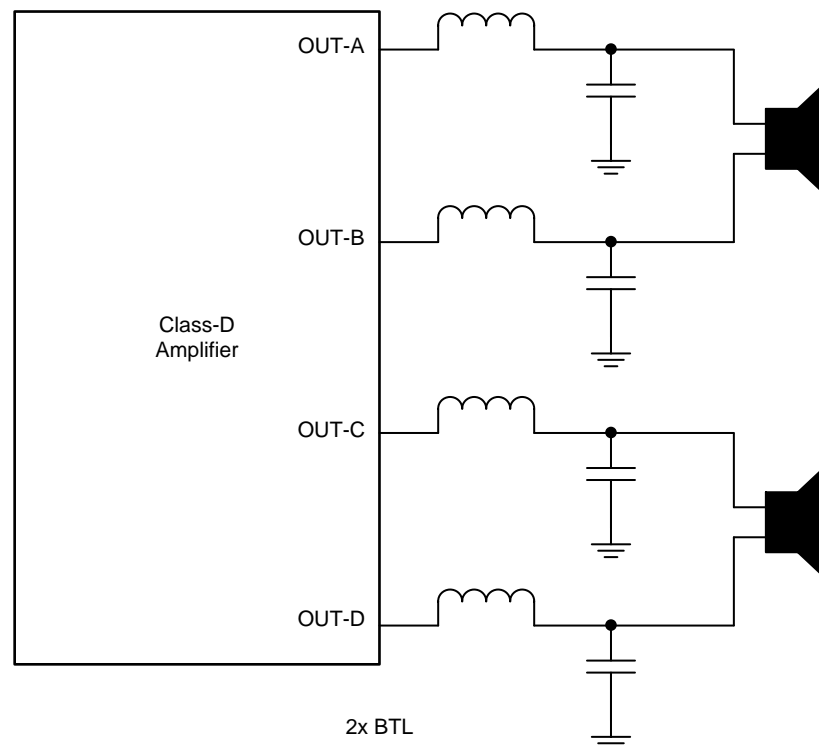 OUT-A
OUT-B
Class-D
Amplifier
OUT-C
OUT-D
2x BTL